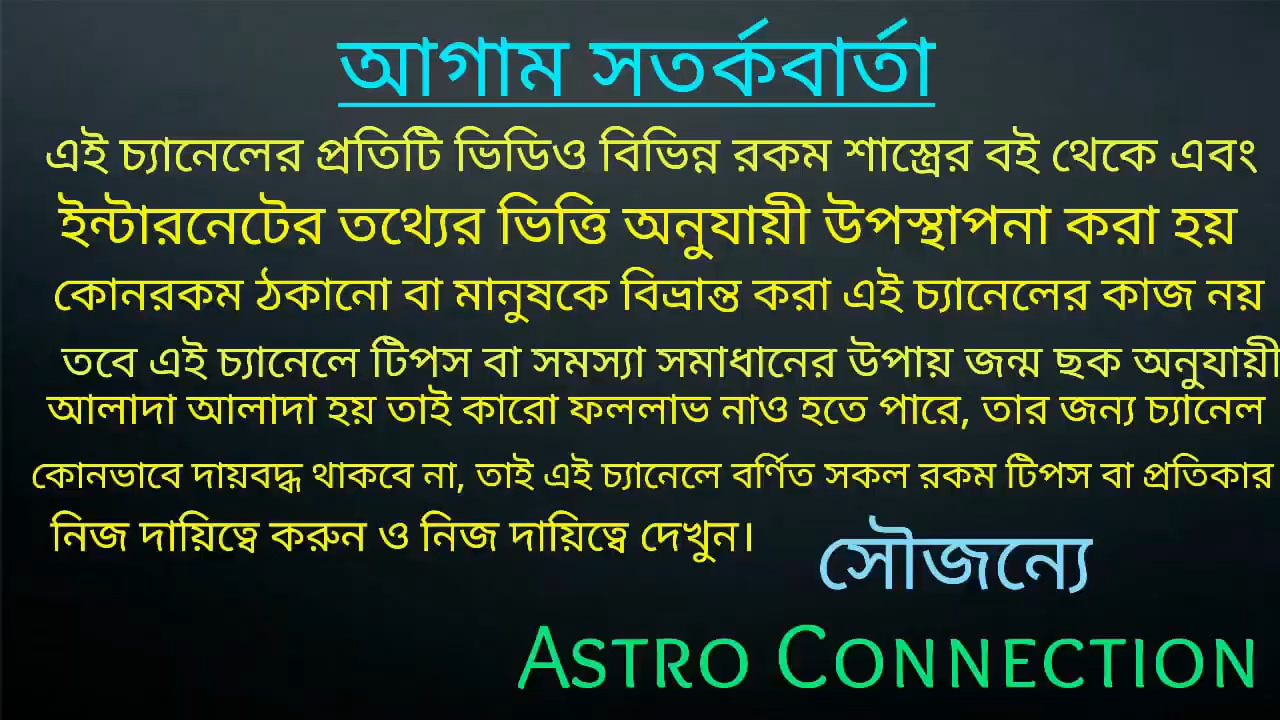 আগাম সতর্কবার্তা
এই চ্যানেলের প্রতিটি ভিডিও বিভিন্ন রকম শাস্ত্রের বই থেকে এবং
ইন্টারনেটের তথ্যের ভিত্তি অনুযায়ী উপস্থাপনা করা হয়
কোনরকম ঠকানো বা মানুষকে বিভ্রান্ত করা এই চ্যানেলের কাজ নয়
তবে এই চ্যানেলে টিপস বা সমস্যা সমাধানের উপায় জন্ম ছক অনুযায়ী
আলাদা আলাদা হয় তাই কারো ফললাভ নাও হতে পারে, তার জন্য চ্যানেল
কোনভাবে দায়বদ্ধ থাকবে না, তাই এই চ্যানেলে বর্ণিত সকল রকম টিপস বা প্রতিকার
নিজ দায়িত্বে করুন ও নিজ দায়িত্বে দেখুন।
সৌজন্যে
ASTRO CONNECTION